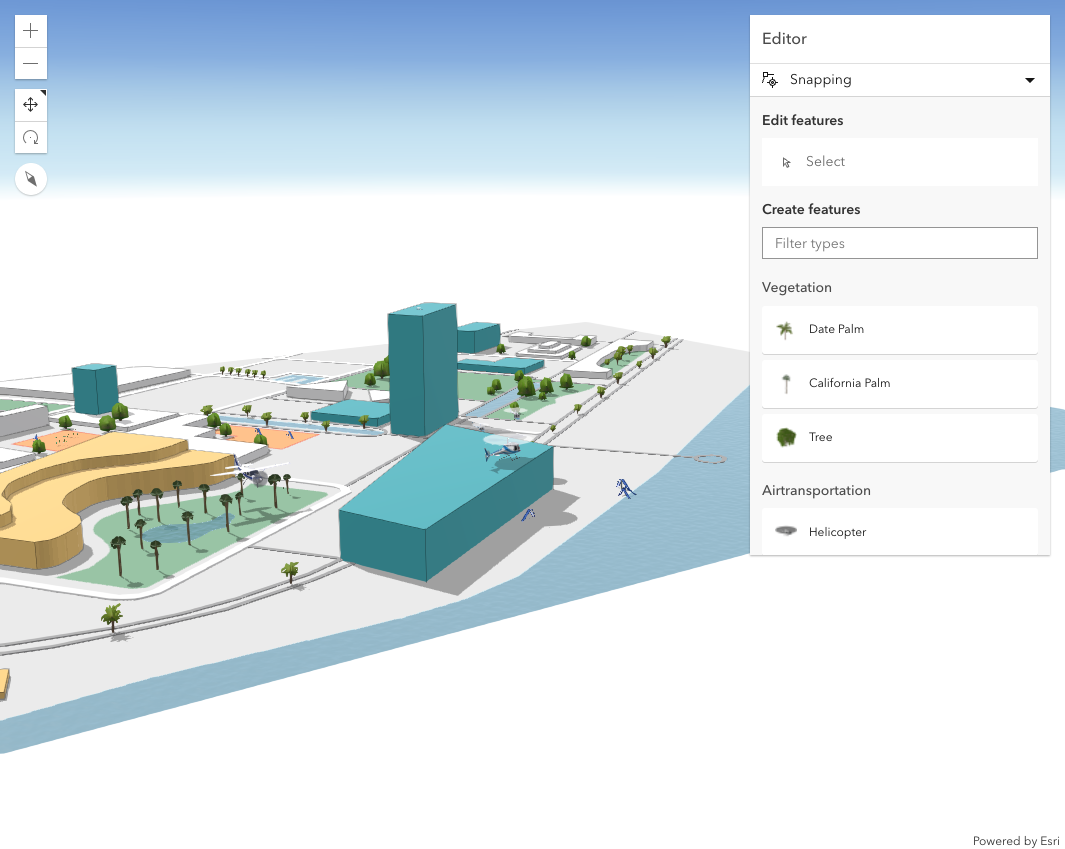 Editor
Snapping
Edit features
Select
Create features
Filter types
Vegetation
Date Palm
California Palm
Tree
Airtransportation
Helicopter
Powered by Esri